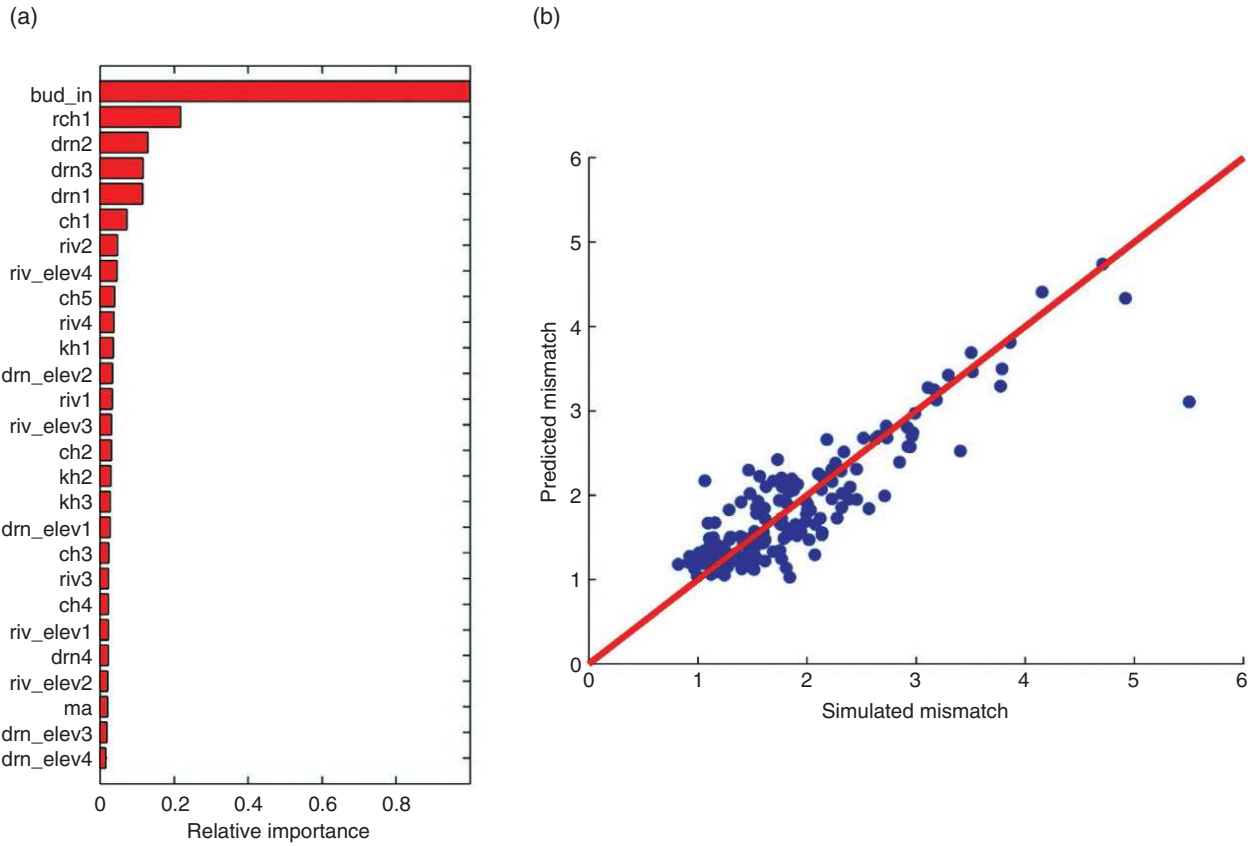 (a)
bud_in
rch1
drn2
drn3
drn1
ch1
riv2
riv_elev4
ch5
riv4
kh1
drn_elev2
riv1
riv_elev3
ch2
kh2
kh3
drn_elev1
ch3
riv3
ch4
riv_elev1
drn4
riv_elev2
ma
drn_elev3
drn_elev4
0 0.2 0.4 0.6 0.8
Relative importance
(b)
6
5
4
3
2
1
0
Predicted mismatch
0 1 2 3 4 5 6
Simulated mismatch